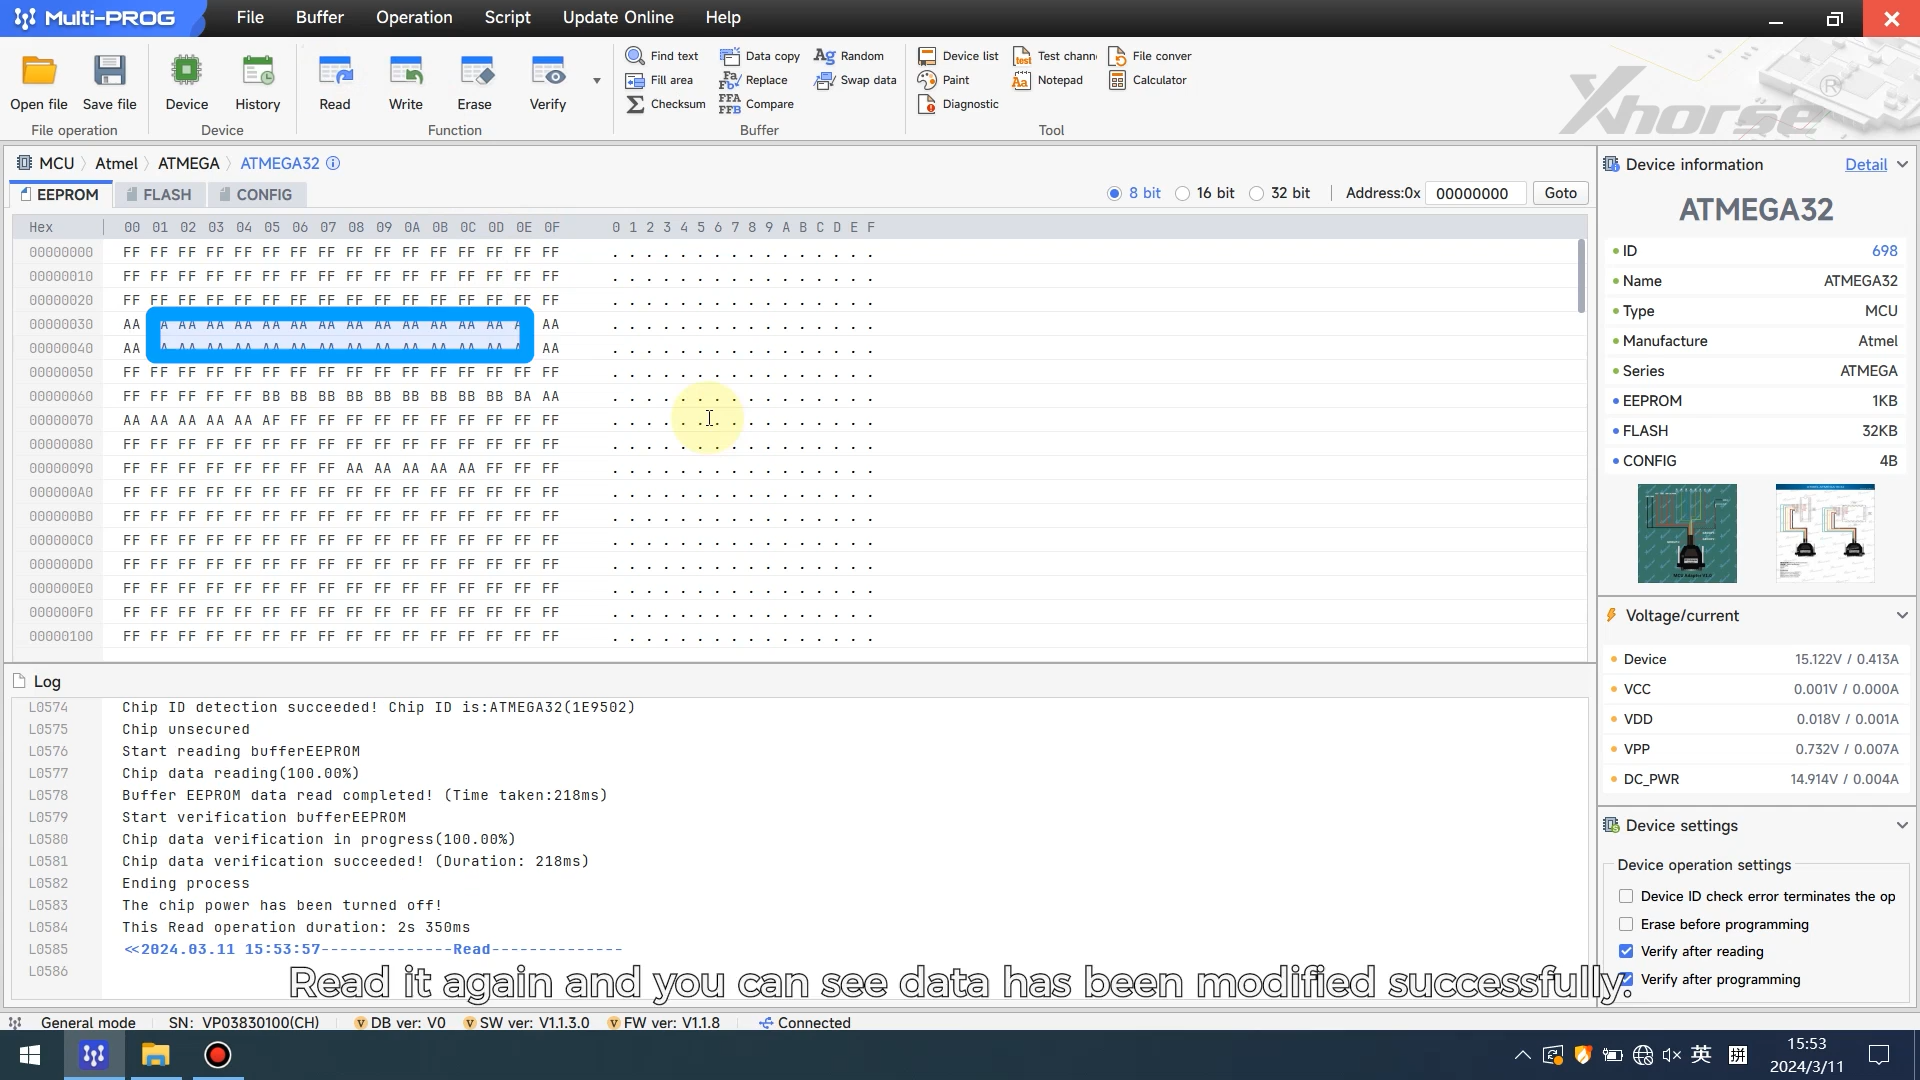 Multi-PROG
File Buffer Operation Script Update Online Help
Open file Save file Device History Read Write Erase Verify
Find text Data copy Random Device list Test chann File conver
Fill area Replace Swap data Paint Notepad Calculator
Checksum Compare Diagnostic
File operation Device Function Buffer Tool
Xhorse®
MCU Atmel ATMEGA ATMEGA32
EEPROM FLASH CONFIG 8 bit 16 bit 32 bit Address:0x 00000000 Goto
Hex 00 01 02 03 04 05 06 07 08 09 0A 0B 0C 0D 0E 0F 0 1 2 3 4 5 6 7 8 9 A B C D E F
00000000 FF FF FF FF FF FF FF FF FF FF FF FF FF FF FF FF . . . . . . . . . . . . . . . .
00000010 FF FF FF FF FF FF FF FF FF FF FF FF FF FF FF FF . . . . . . . . . . . . . . . .
00000020 FF FF FF FF FF FF FF FF FF FF FF FF FF FF FF FF . . . . . . . . . . . . . . . .
00000030 AA A AA AA AA AA AA AA AA AA AA AA AA AA A AA . . . . . . . . . . . . . . . .
00000040 AA A AA AA AA AA AA AA AA AA AA AA AA AA A AA . . . . . . . . . . . . . . . .
00000050 FF FF FF FF FF FF FF FF FF FF FF FF FF FF FF FF . . . . . . . . . . . . . . . .
00000060 FF FF FF FF FF BB BB BB BB BB BB BB BB BB BA AA . . . . . . . . . . . . . . . .
00000070 AA AA AA AA AA AF FF FF FF FF FF FF FF FF FF FF . . . . . . . . . . . . . . . .
00000080 FF FF FF FF FF FF FF FF FF FF FF FF FF FF FF FF . . . . . . . . . . . . . . . .
00000090 FF FF FF FF FF FF FF FF AA AA AA AA AA FF FF FF . . . . . . . . . . . . . . . .
000000A0 FF FF FF FF FF FF FF FF FF FF FF FF FF FF FF FF . . . . . . . . . . . . . . . .
000000B0 FF FF FF FF FF FF FF FF FF FF FF FF FF FF FF FF . . . . . . . . . . . . . . . .
000000C0 FF FF FF FF FF FF FF FF FF FF FF FF FF FF FF FF . . . . . . . . . . . . . . . .
000000D0 FF FF FF FF FF FF FF FF FF FF FF FF FF FF FF FF . . . . . . . . . . . . . . . .
000000E0 FF FF FF FF FF FF FF FF FF FF FF FF FF FF FF FF . . . . . . . . . . . . . . . .
000000F0 FF FF FF FF FF FF FF FF FF FF FF FF FF FF FF FF . . . . . . . . . . . . . . . .
00000100 FF FF FF FF FF FF FF FF FF FF FF FF FF FF FF FF . . . . . . . . . . . . . . . .
Log
L0574 Chip ID detection succeeded! Chip ID is:ATMEGA32(1E9502)
L0575 Chip unsecured
L0576 Start reading bufferEEPROM
L0577 Chip data reading(100.00%)
L0578 Buffer EEPROM data read completed! (Time taken:218ms)
L0579 Start verification bufferEEPROM
L0580 Chip data verification in progress(100.00%)
L0581 Chip data verification succeeded! (Duration: 218ms)
L0582 Ending process
L0583 The chip power has been turned off!
L0584 This Read operation duration: 2s 350ms
L0585 <<2024.03.11 15:53:57--------------Read--------------
L0586
Device information Detail
ATMEGA32
ID 698
Name ATMEGA32
Type MCU
Manufacture Atmel
Series ATMEGA
EEPROM 1KB
FLASH 32KB
CONFIG 4B
Voltage/current
Device 15.122V / 0.413A
VCC 0.001V / 0.000A
VDD 0.018V / 0.001A
VPP 0.732V / 0.007A
DC_PWR 14.914V / 0.004A
Device settings
Device operation settings
Device ID check error terminates the op
Erase before programming
Verify after reading
Verify after programming
Read it again and you can see data has been modified successfully.
General mode SN: VP03830100(CH) DB ver: V0 SW ver: V1.1.3.0 FW ver: V1.1.8 Connected
英 拼 15:53
2024/3/11